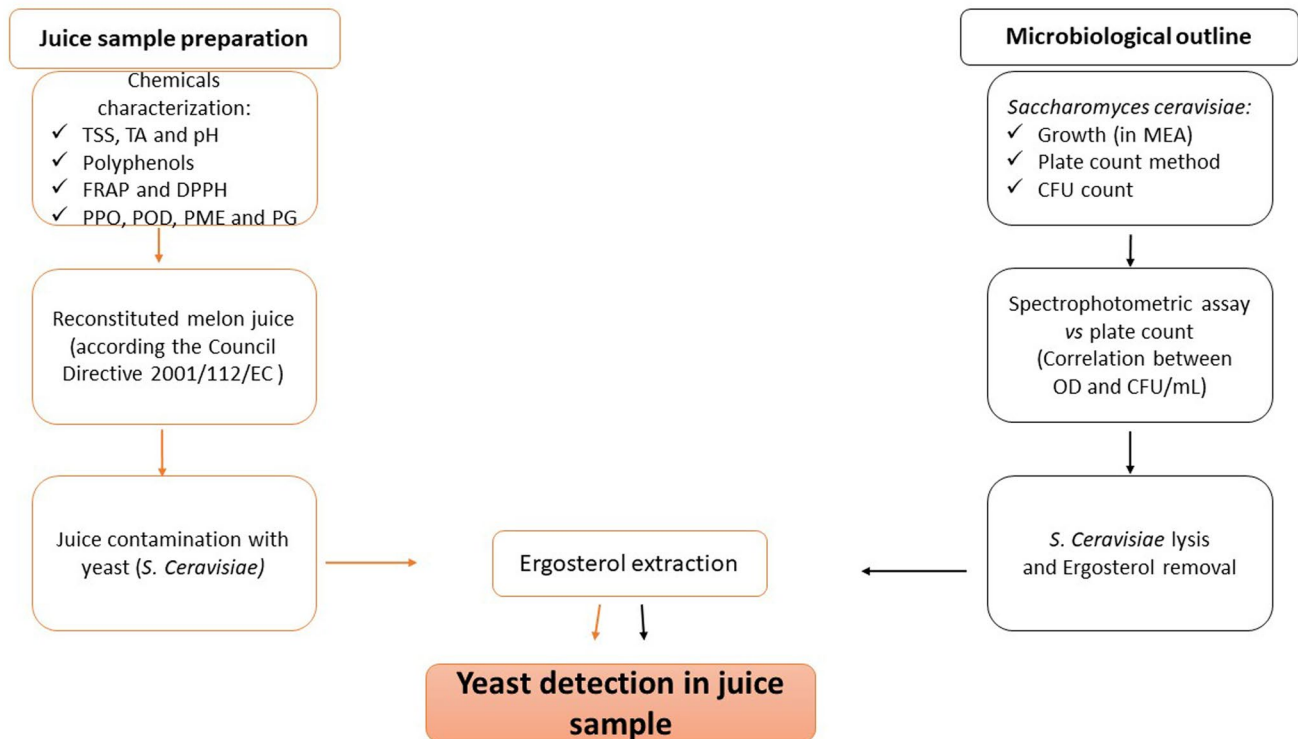 Juice sample preparation
Chemicals
characterization:
✓ TSS, TA and pH
✓ Polyphenols
✓ FRAP and DPPH
✓ PPO, POD, PME and PG
Reconstituted melon juice
(according the Council
Directive 2001/112/EC )
Juice contamination with
yeast (S. Ceravisiae)
Microbiological outline
Saccharomyces ceravisiae:
✓ Growth (in MEA)
✓ Plate count method
✓ CFU count
Spectrophotometric assay
vs plate count
(Correlation between
OD and CFU/mL)
S. Ceravisiae lysis
and Ergosterol removal
Ergosterol extraction
Yeast detection in juice
sample